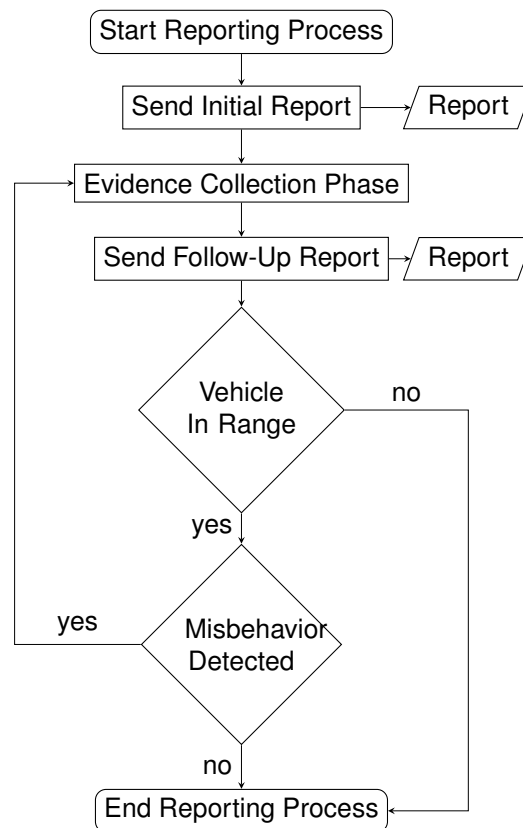 Start Reporting Process
Send Initial Report
Report
Evidence Collection Phase
Send Follow-Up Report
Report
Vehicle
In Range
no
yes
Misbehavior
Detected
yes
no
End Reporting Process